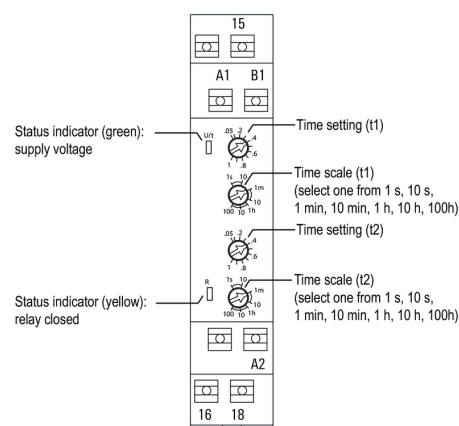 15
A1 B1
Status indicator (green):
supply voltage
U/t
.05 .2 .4 .6 .8 1
Time setting (t1)
1s 10 1m 10 1h 10 100
Time scale (t1)
(select one from 1 s, 10 s,
1 min, 10 min, 1 h, 10 h, 100h)
.05 .2 .4 .6 .8 1
Time setting (t2)
Status indicator (yellow):
relay closed
R
1s 10 1m 10 1h 10 100
Time scale (t2)
(select one from 1 s, 10 s,
1 min, 10 min, 1 h, 10 h, 100h)
A2
16 18